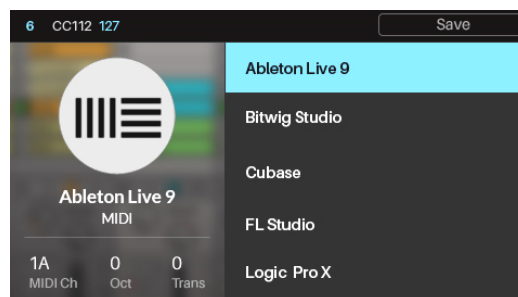 6 CC112 127 Save
Ableton Live 9
Bitwig Studio
Cubase
FL Studio
Logic Pro X
Ableton Live 9
MIDI
1A 0 0
MIDI Ch Oct Trans